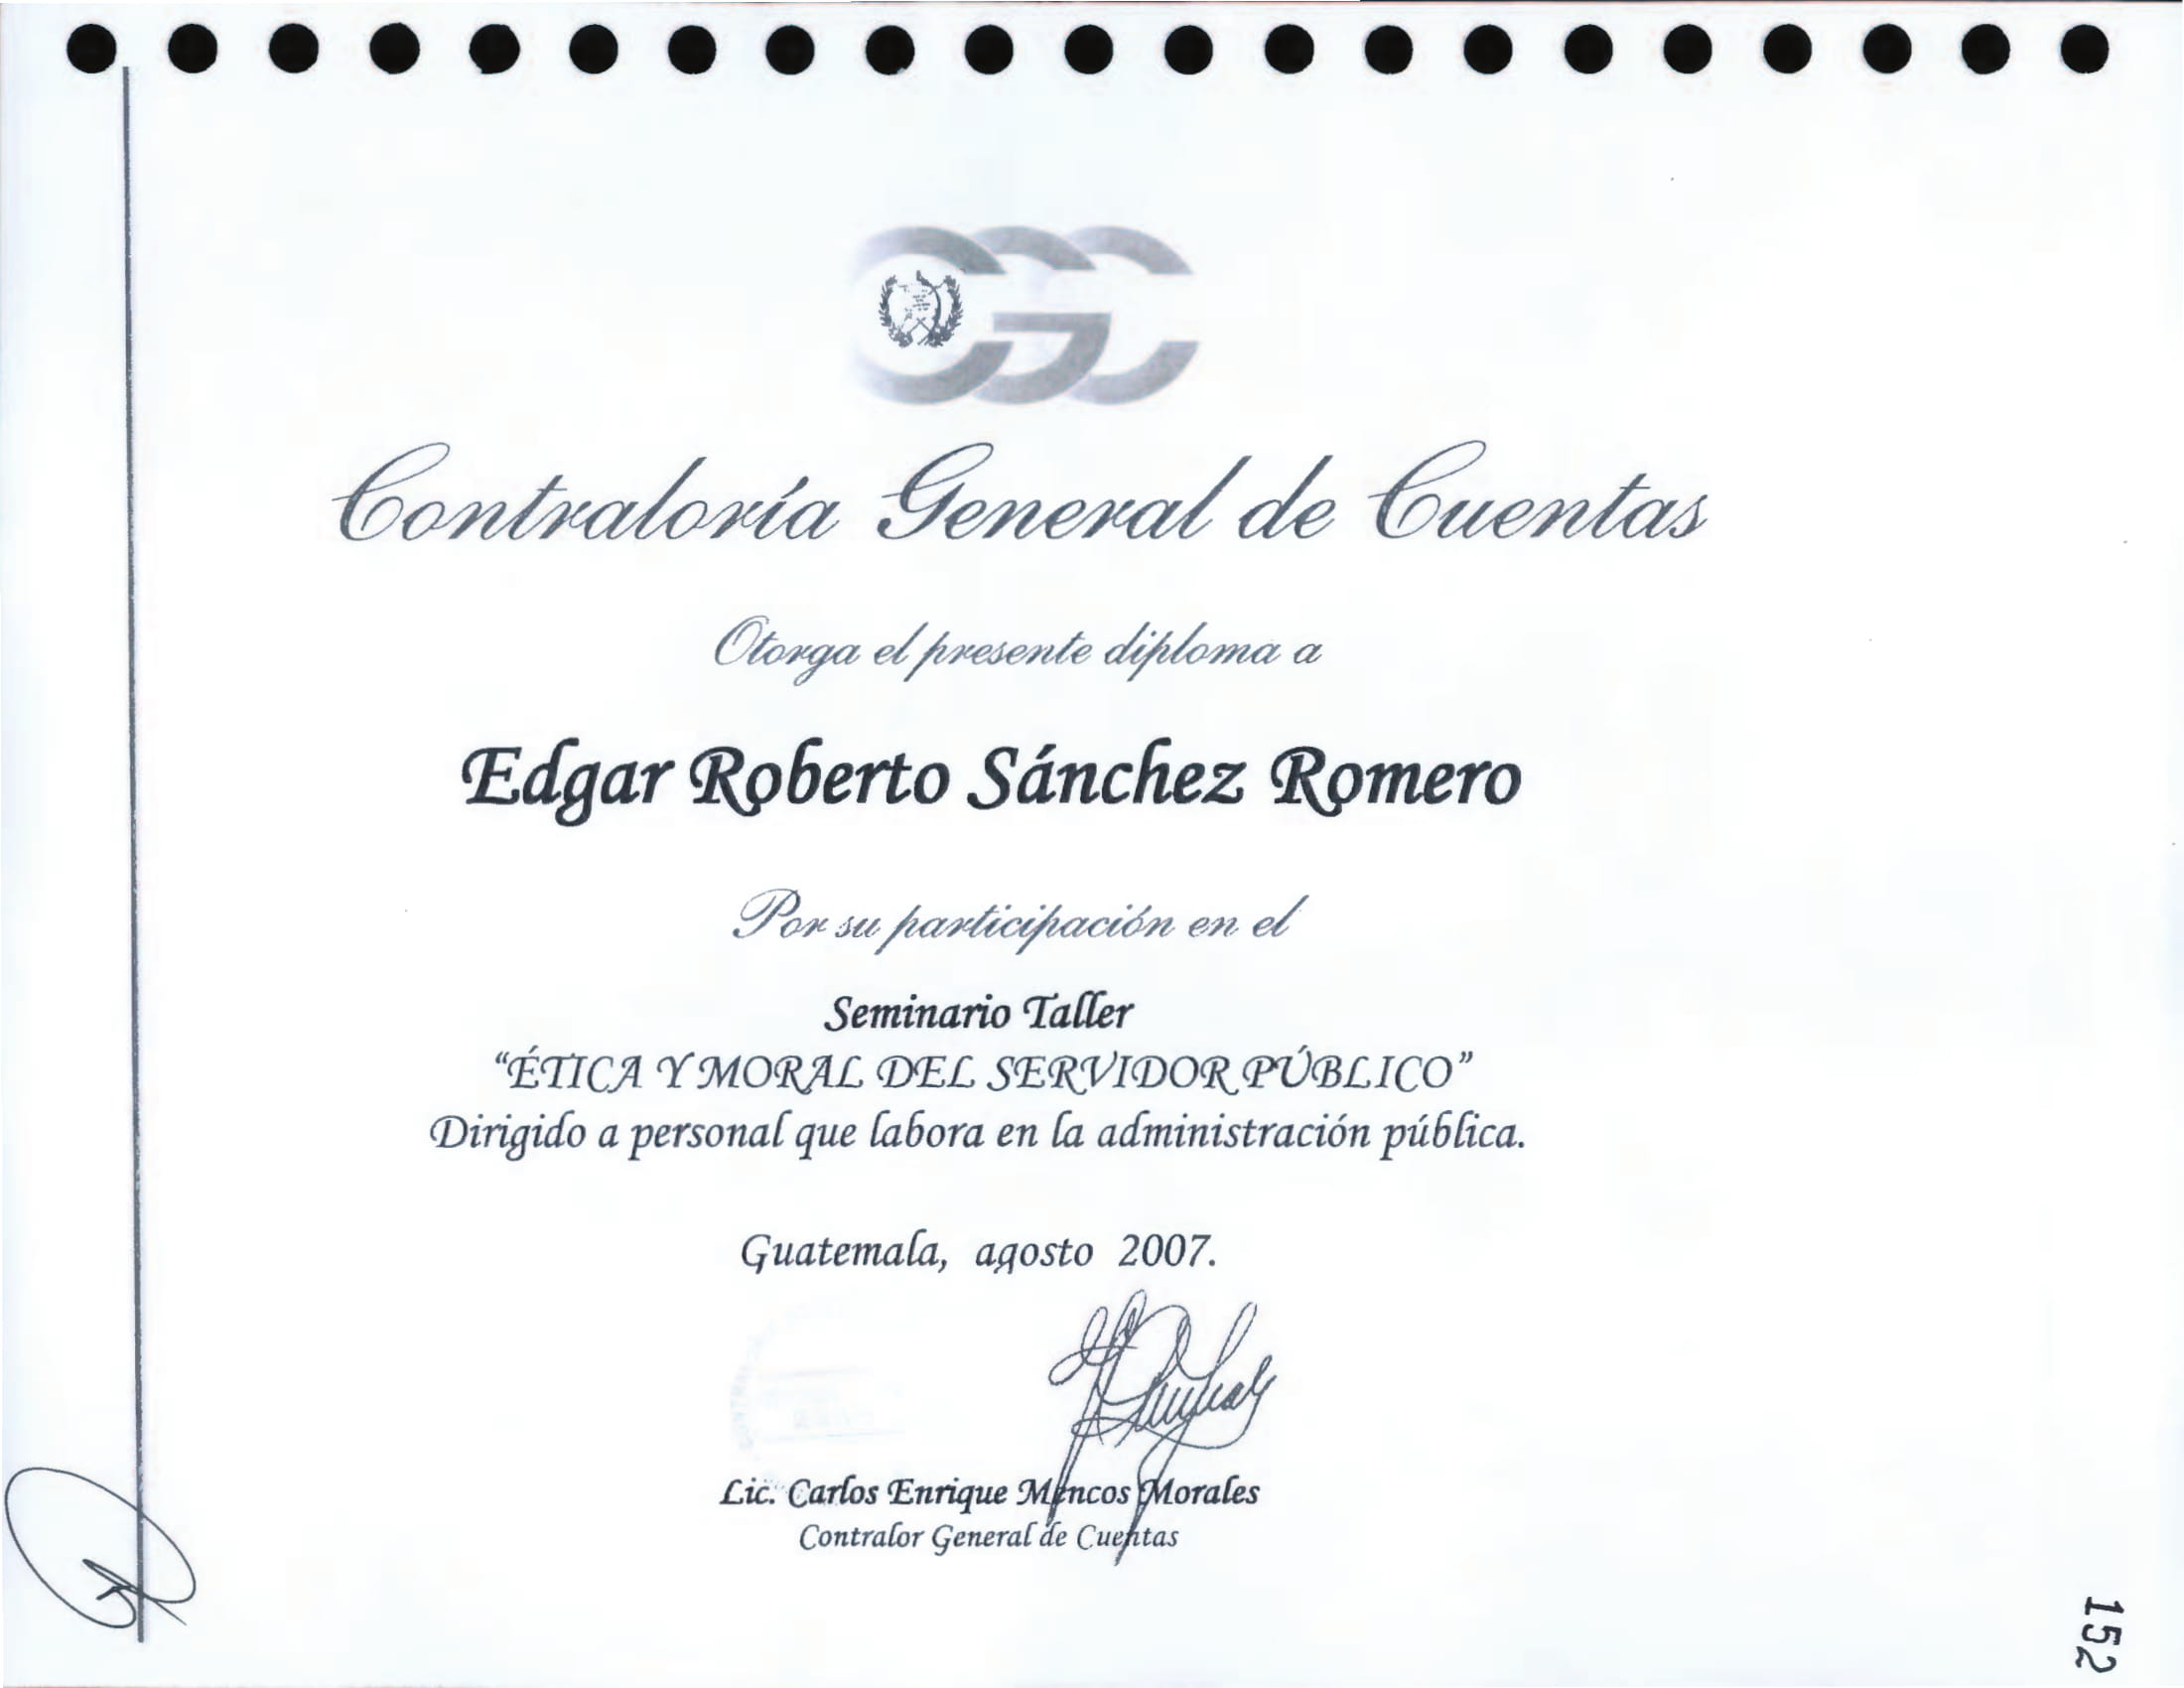 CGC
Contraloría General de Cuentas
Otorga el presente diploma a
Edgar Roberto Sánchez Romero
Por su participación en el
Seminario Taller
“ÉTICA Y MORAL DEL SERVIDOR PÚBLICO”
Dirigido a personal que labora en la administración pública.
Guatemala, agosto 2007.
Lic. Carlos Enrique Mencos Morales
Contralor General de Cuentas
152